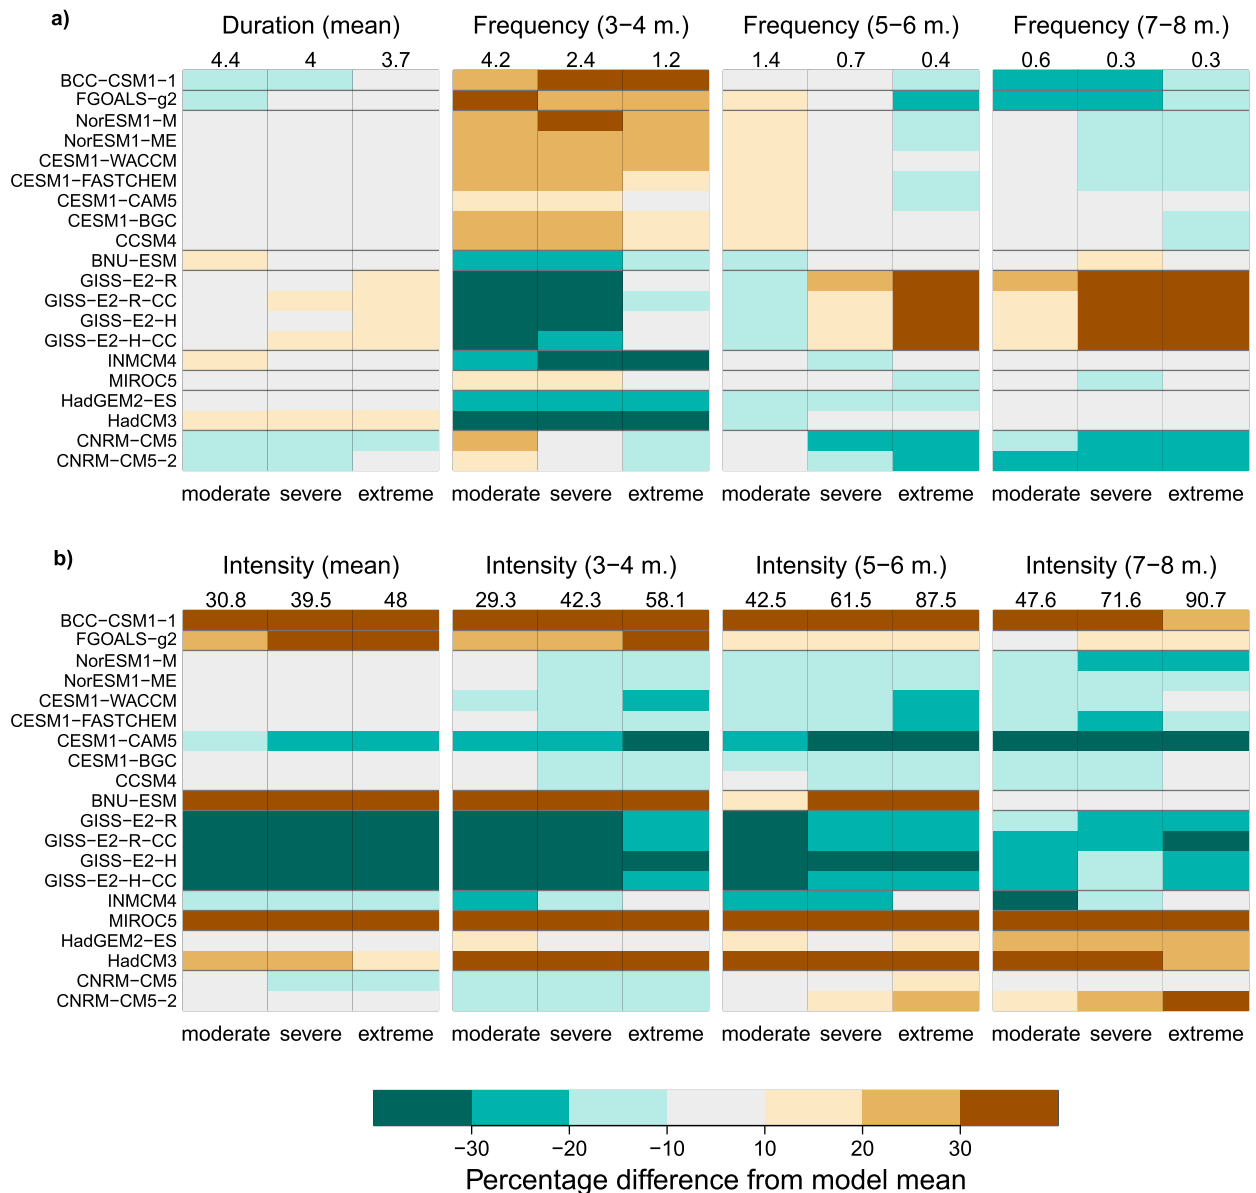 a)
Duration (mean) Frequency (3−4 m.) Frequency (5−6 m.) Frequency (7−8 m.)
4.4 4 3.7 4.2 2.4 1.2 1.4 0.7 0.4 0.6 0.3 0.3
BCC−CSM1−1
FGOALS−g2
NorESM1−M
NorESM1−ME
CESM1−WACCM
CESM1−FASTCHEM
CESM1−CAM5
CESM1−BGC
CCSM4
BNU−ESM
GISS−E2−R
GISS−E2−R−CC
GISS−E2−H
GISS−E2−H−CC
INMCM4
MIROC5
HadGEM2−ES
HadCM3
CNRM−CM5
CNRM−CM5−2
moderate severe extreme moderate severe extreme moderate severe extreme moderate severe extreme
b)
Intensity (mean) Intensity (3−4 m.) Intensity (5−6 m.) Intensity (7−8 m.)
30.8 39.5 48 29.3 42.3 58.1 42.5 61.5 87.5 47.6 71.6 90.7
BCC−CSM1−1
FGOALS−g2
NorESM1−M
NorESM1−ME
CESM1−WACCM
CESM1−FASTCHEM
CESM1−CAM5
CESM1−BGC
CCSM4
BNU−ESM
GISS−E2−R
GISS−E2−R−CC
GISS−E2−H
GISS−E2−H−CC
INMCM4
MIROC5
HadGEM2−ES
HadCM3
CNRM−CM5
CNRM−CM5−2
moderate severe extreme moderate severe extreme moderate severe extreme moderate severe extreme
−30 −20 −10 10 20 30
Percentage difference from model mean